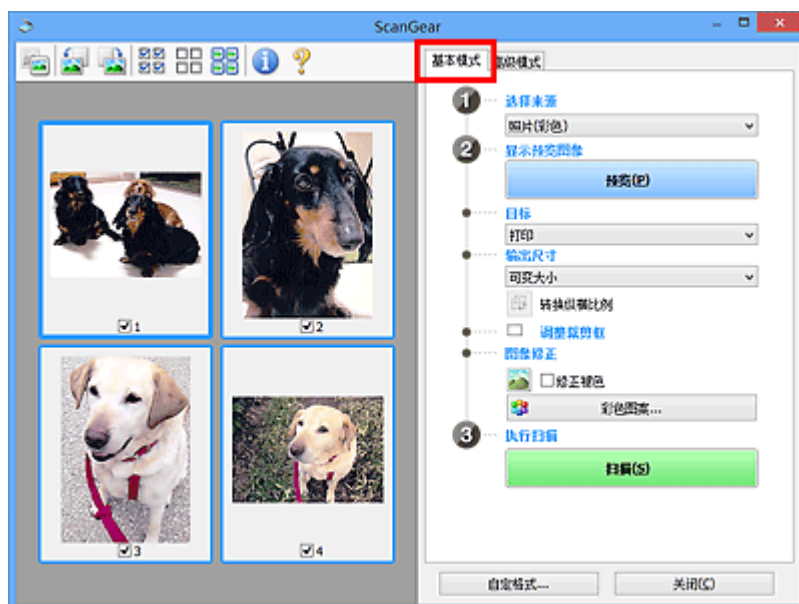 ScanGear
基本模式
高级模式
1
选择来源
照片(彩色)
2
显示预览图像
预览(P)
目标
打印
输出尺寸
可变大小
转换纵横比例
调整裁剪框
图像修正
修正褪色
彩色图案...
3
执行扫描
扫描(S)
1
2
3
4
自定格式...
关闭(C)